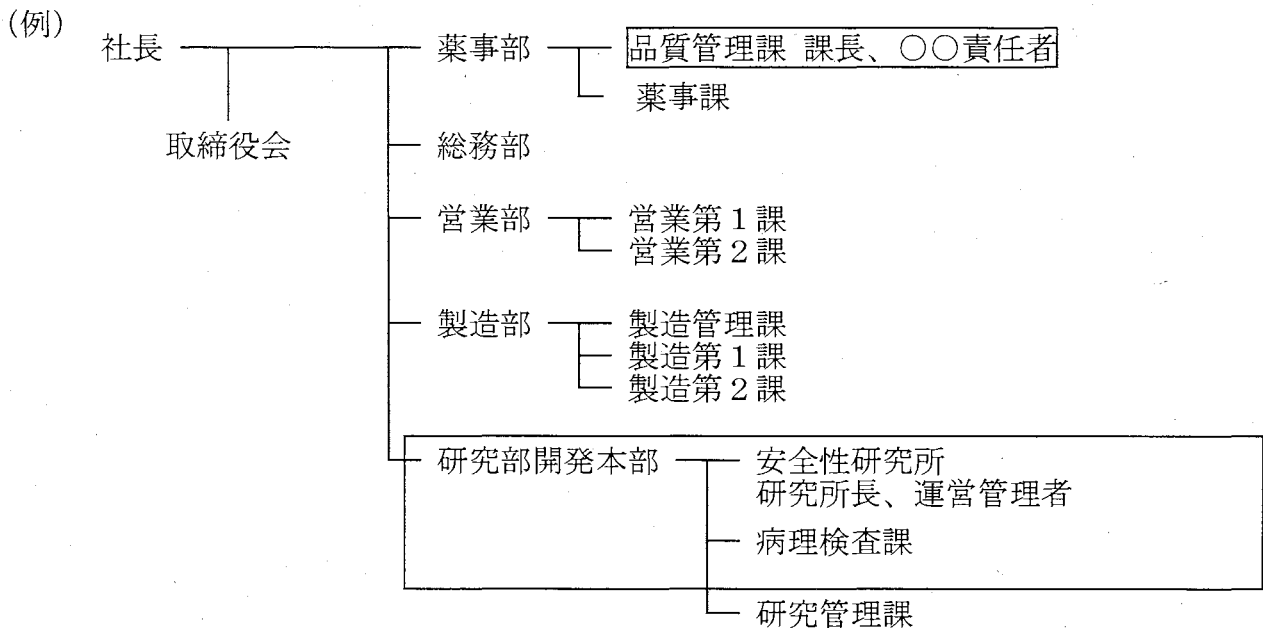 (例)
社長 薬事部 品質管理課 課長、○○責任者
薬事課
取締役会 総務部
営業部 営業第1課
営業第2課
製造部 製造管理課
製造第1課
製造第2課
研究部開発本部 安全性研究所
研究所長、運営管理者
病理検査課
研究管理課